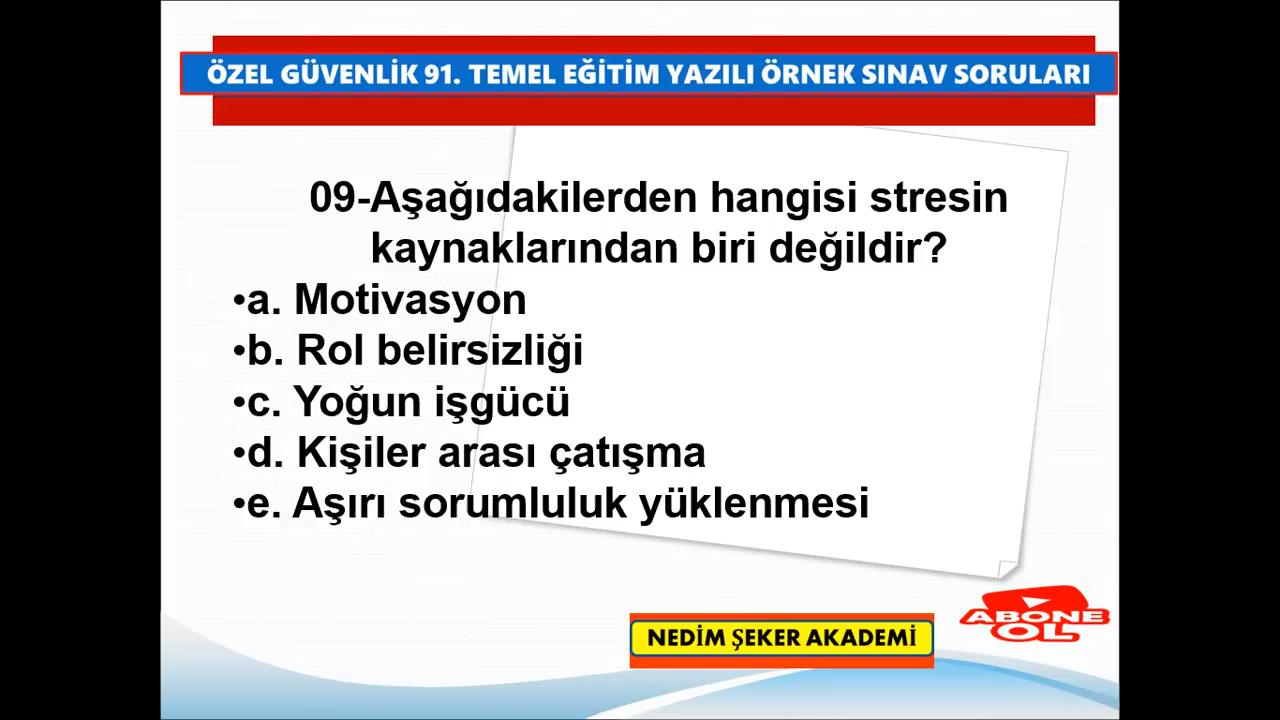 ÖZEL GÜVENLİK 91. TEMEL EĞİTİM YAZILI ÖRNEK SINAV SORULARI
09-Aşağıdakilerden hangisi stresin
kaynaklarından biri değildir?
•a. Motivasyon
•b. Rol belirsizliği
•c. Yoğun işgücü
•d. Kişiler arası çatışma
•e. Aşırı sorumluluk yüklenmesi
ABONE
OL
NEDİM ŞEKER AKADEMİ